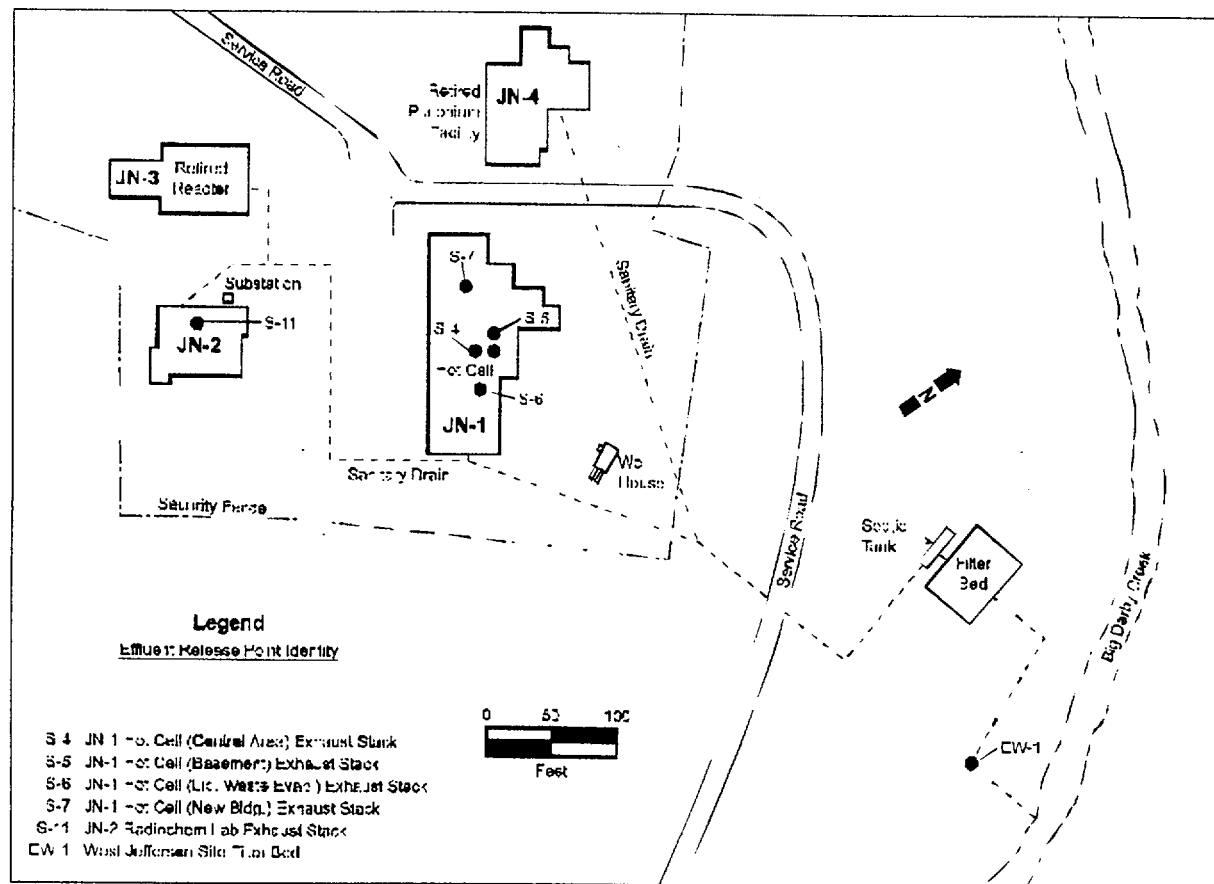 Service Road
Retired
Plutonium
Facility
JN-4
JN-3
Retired
Reactor
S-7
Substation
S-11
JN-2
S-5
S-4
Hot Cell
S-6
JN-1
Sanitary Drain
N
Sanitary Drain
House
Security Fence
Service Road
Septic
Tank
Filter
Bed
Big Darby Creek
Legend
Effluent Release Point Identity
0 50 100
Feet
S-4 JN-1 Hot Cell (Central Area) Exhaust Stack
S-5 JN-1 Hot Cell (Basement) Exhaust Stack
S-6 JN-1 Hot Cell (Liq. Waste Evap.) Exhaust Stack
S-7 JN-1 Hot Cell (New Bldg.) Exhaust Stack
S-11 JN-2 Radiochem Lab Exhaust Stack
EW-1 West Jefferson Site Filter Bed
EW-1